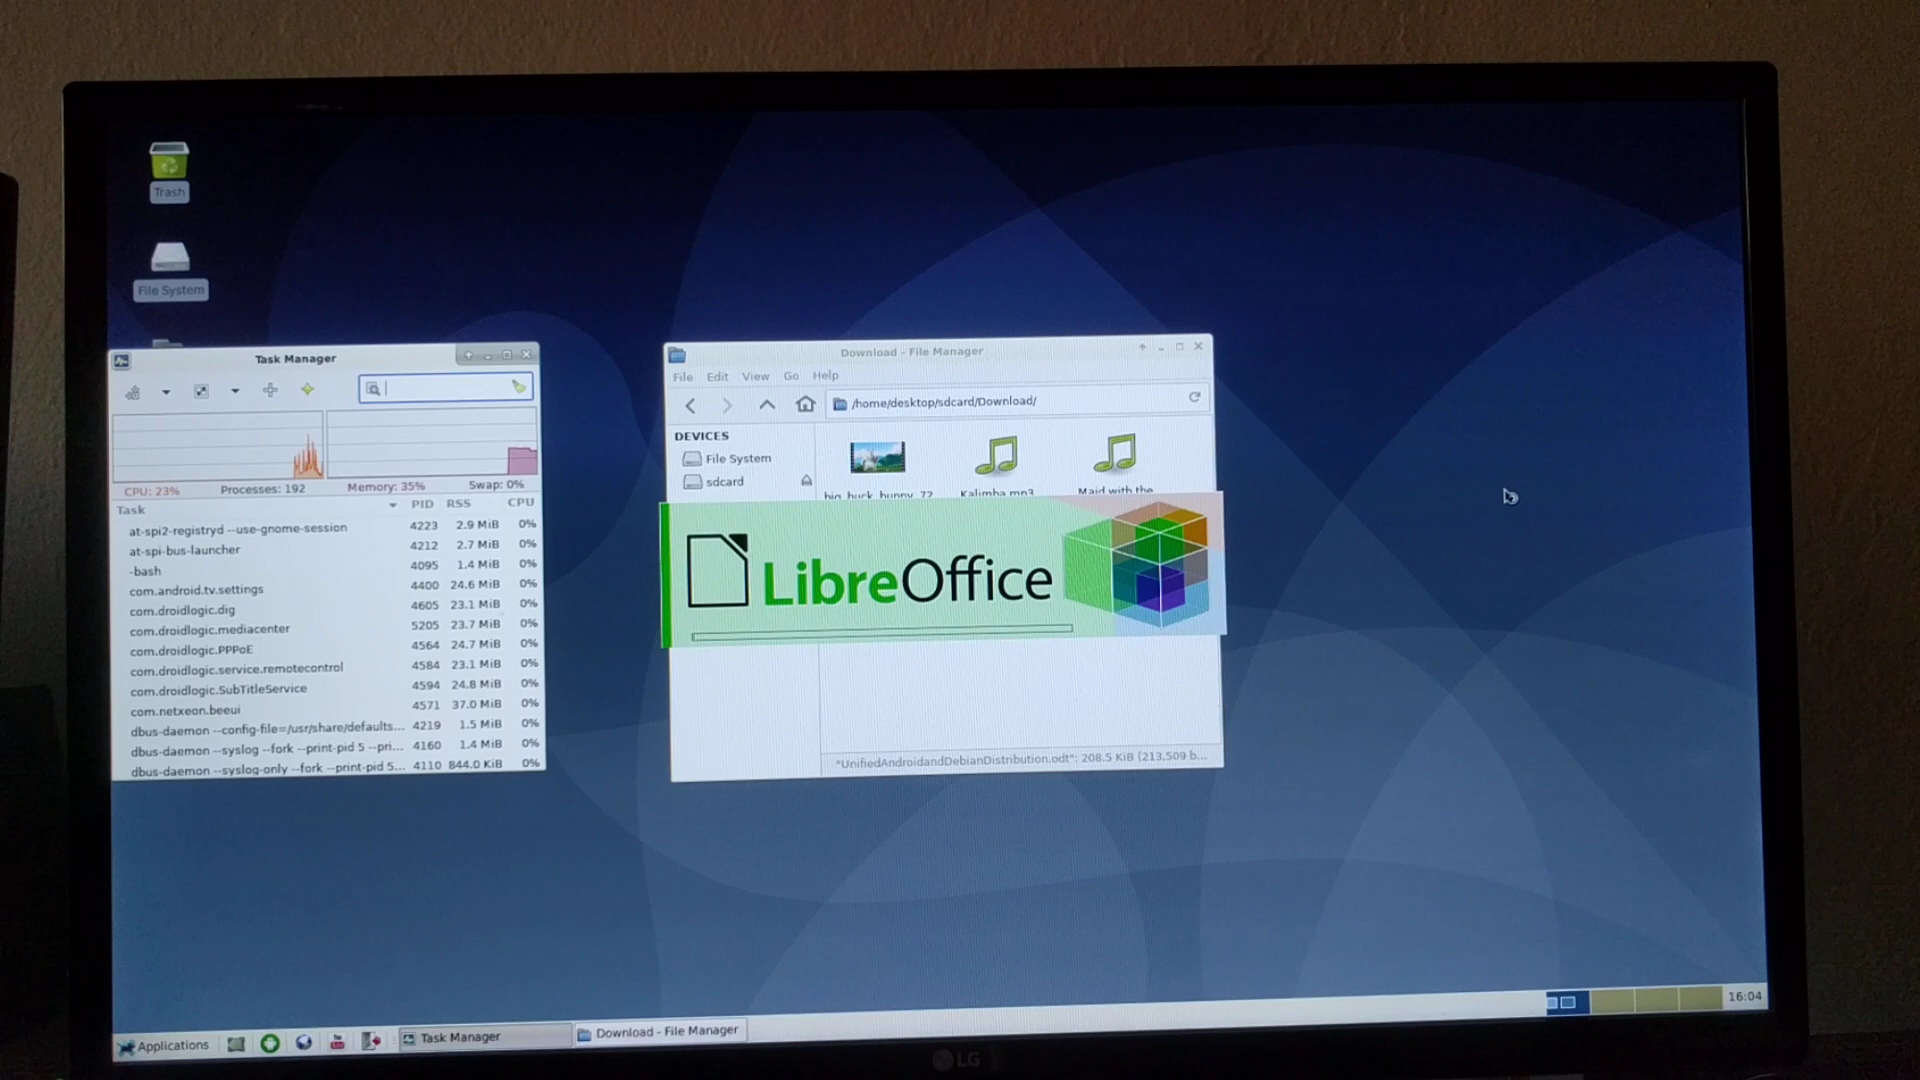 Trash
File System
Task Manager
CPU: 23%
Processes: 192
Memory: 35%
Swap: 0%
Task PID RSS CPU
at-spi2-registryd --use-gnome-session 4223 2.9 MiB 0%
at-spi-bus-launcher 4212 2.7 MiB 0%
-bash 4095 1.4 MiB 0%
com.android.tv.settings 4400 24.6 MiB 0%
com.droidlogic.dig 4605 23.1 MiB 0%
com.droidlogic.mediacenter 5205 23.7 MiB 0%
com.droidlogic.PPPoE 4564 24.7 MiB 0%
com.droidlogic.service.remotecontrol 4584 23.1 MiB 0%
com.droidlogic.SubTitleService 4594 24.8 MiB 0%
com.netxeon.beeui 4571 37.0 MiB 0%
dbus-daemon --config-file=/usr/share/defaults... 4219 1.5 MiB 0%
dbus-daemon --syslog --fork --print-pid 5 --pri... 4160 1.4 MiB 0%
dbus-daemon --syslog-only --fork --print-pid 5... 4110 844.0 KiB 0%
Download - File Manager
File Edit View Go Help
/home/desktop/sdcard/Download/
DEVICES
File System
sdcard
big_buck_bunny_72
Kalimba.mp3
Maid with the
LibreOffice
"UnifiedAndroidandDebianDistribution.odt": 208.5 KiB (213,509 b...
Applications
Task Manager
Download - File Manager
16:04
LG